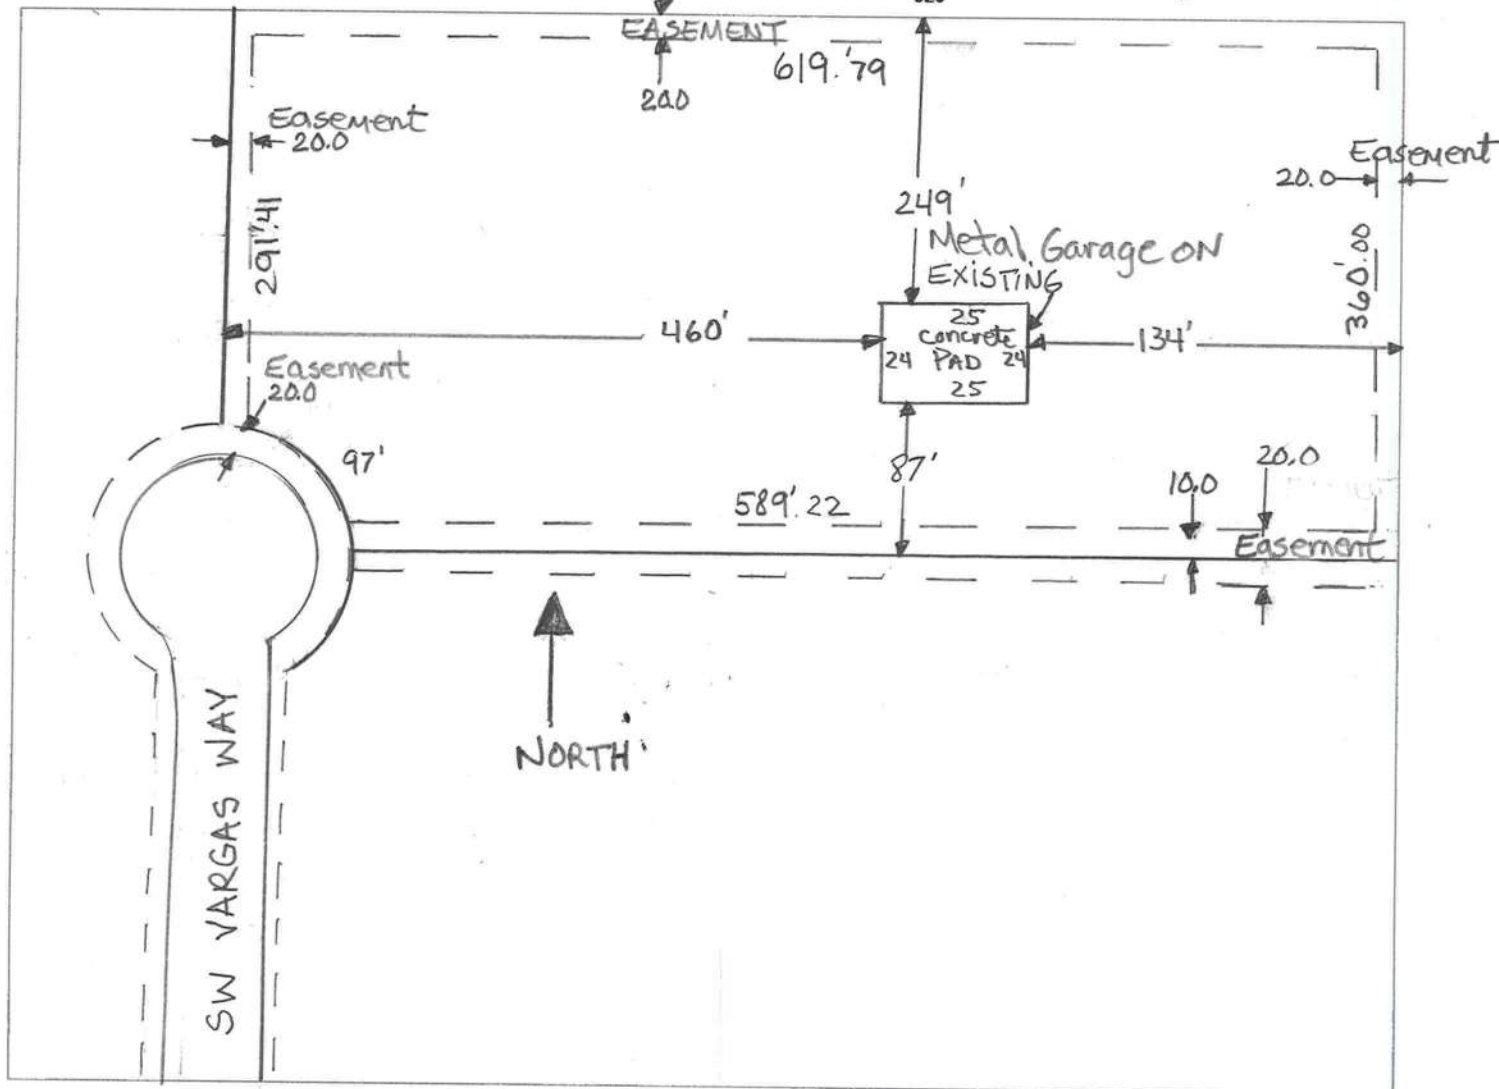 EASEMENT
619.'79
20.0
Easement
20.0
Easement
20.0
291'.41
249'
Metal Garage ON
EXISTING
360'.00
460'
25
concrete
24 PAD 24
25
134'
Easement
20.0
97'
87'
589'.22
10.0
20.0
Easement
NORTH
SW VARGAS WAY